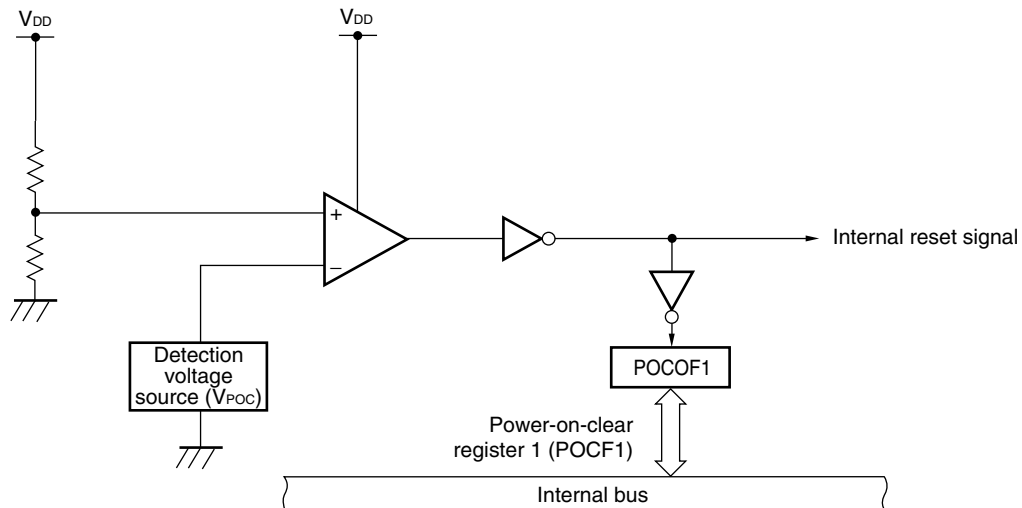 VDD
VDD
+
−
Internal reset signal
Detection
voltage
source (VPOC)
POCOF1
Power-on-clear
register 1 (POCF1)
Internal bus